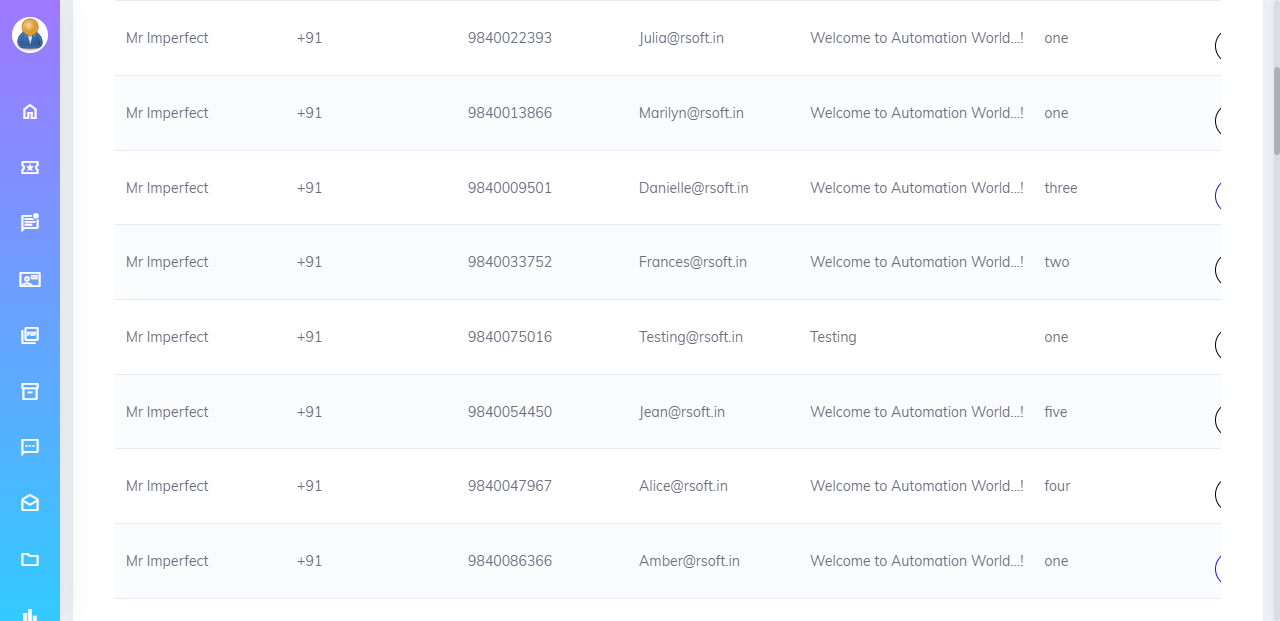 Mr Imperfect +91 9840022393 Julia@rsoft.in Welcome to Automation World...! one
Mr Imperfect +91 9840013866 Marilyn@rsoft.in Welcome to Automation World...! one
Mr Imperfect +91 9840009501 Danielle@rsoft.in Welcome to Automation World...! three
Mr Imperfect +91 9840033752 Frances@rsoft.in Welcome to Automation World...! two
Mr Imperfect +91 9840075016 Testing@rsoft.in Testing one
Mr Imperfect +91 9840054450 Jean@rsoft.in Welcome to Automation World...! five
Mr Imperfect +91 9840047967 Alice@rsoft.in Welcome to Automation World...! four
Mr Imperfect +91 9840086366 Amber@rsoft.in Welcome to Automation World...! one